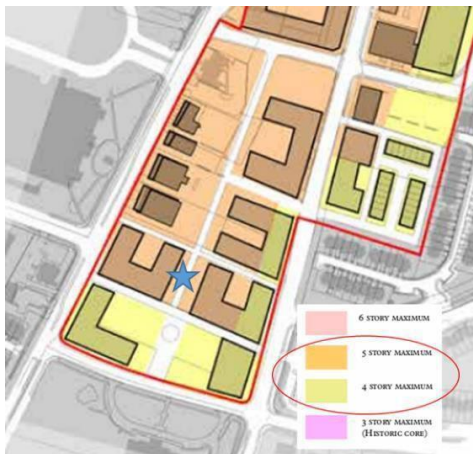 6 STORY MAXIMUM
5 STORY MAXIMUM
4 STORY MAXIMUM
3 STORY MAXIMUM
(HISTORIC CORE)